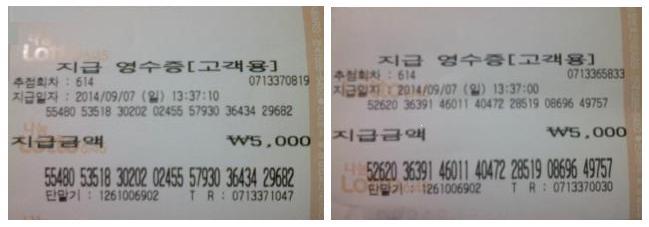 지급 영수증[고객용]
추첨회차 : 614 0713370819
지급일자 : 2014/09/07 (일) 13:37:10
55480 53518 30202 02455 57930 36434 29682
지급금액 ₩5,000
55480 53518 30202 02455 57930 36434 29682
단말기 : 1261006902 T R : 0713371047
지급 영수증[고객용]
추첨회차 : 614 0713365833
지급일자 : 2014/09/07 (일) 13:37:00
52620 36391 46011 40472 28519 08696 49757
지급금액 ₩5,000
52620 36391 46011 40472 28519 08696 49757
단말기 : 1261006902 T R : 0713370030